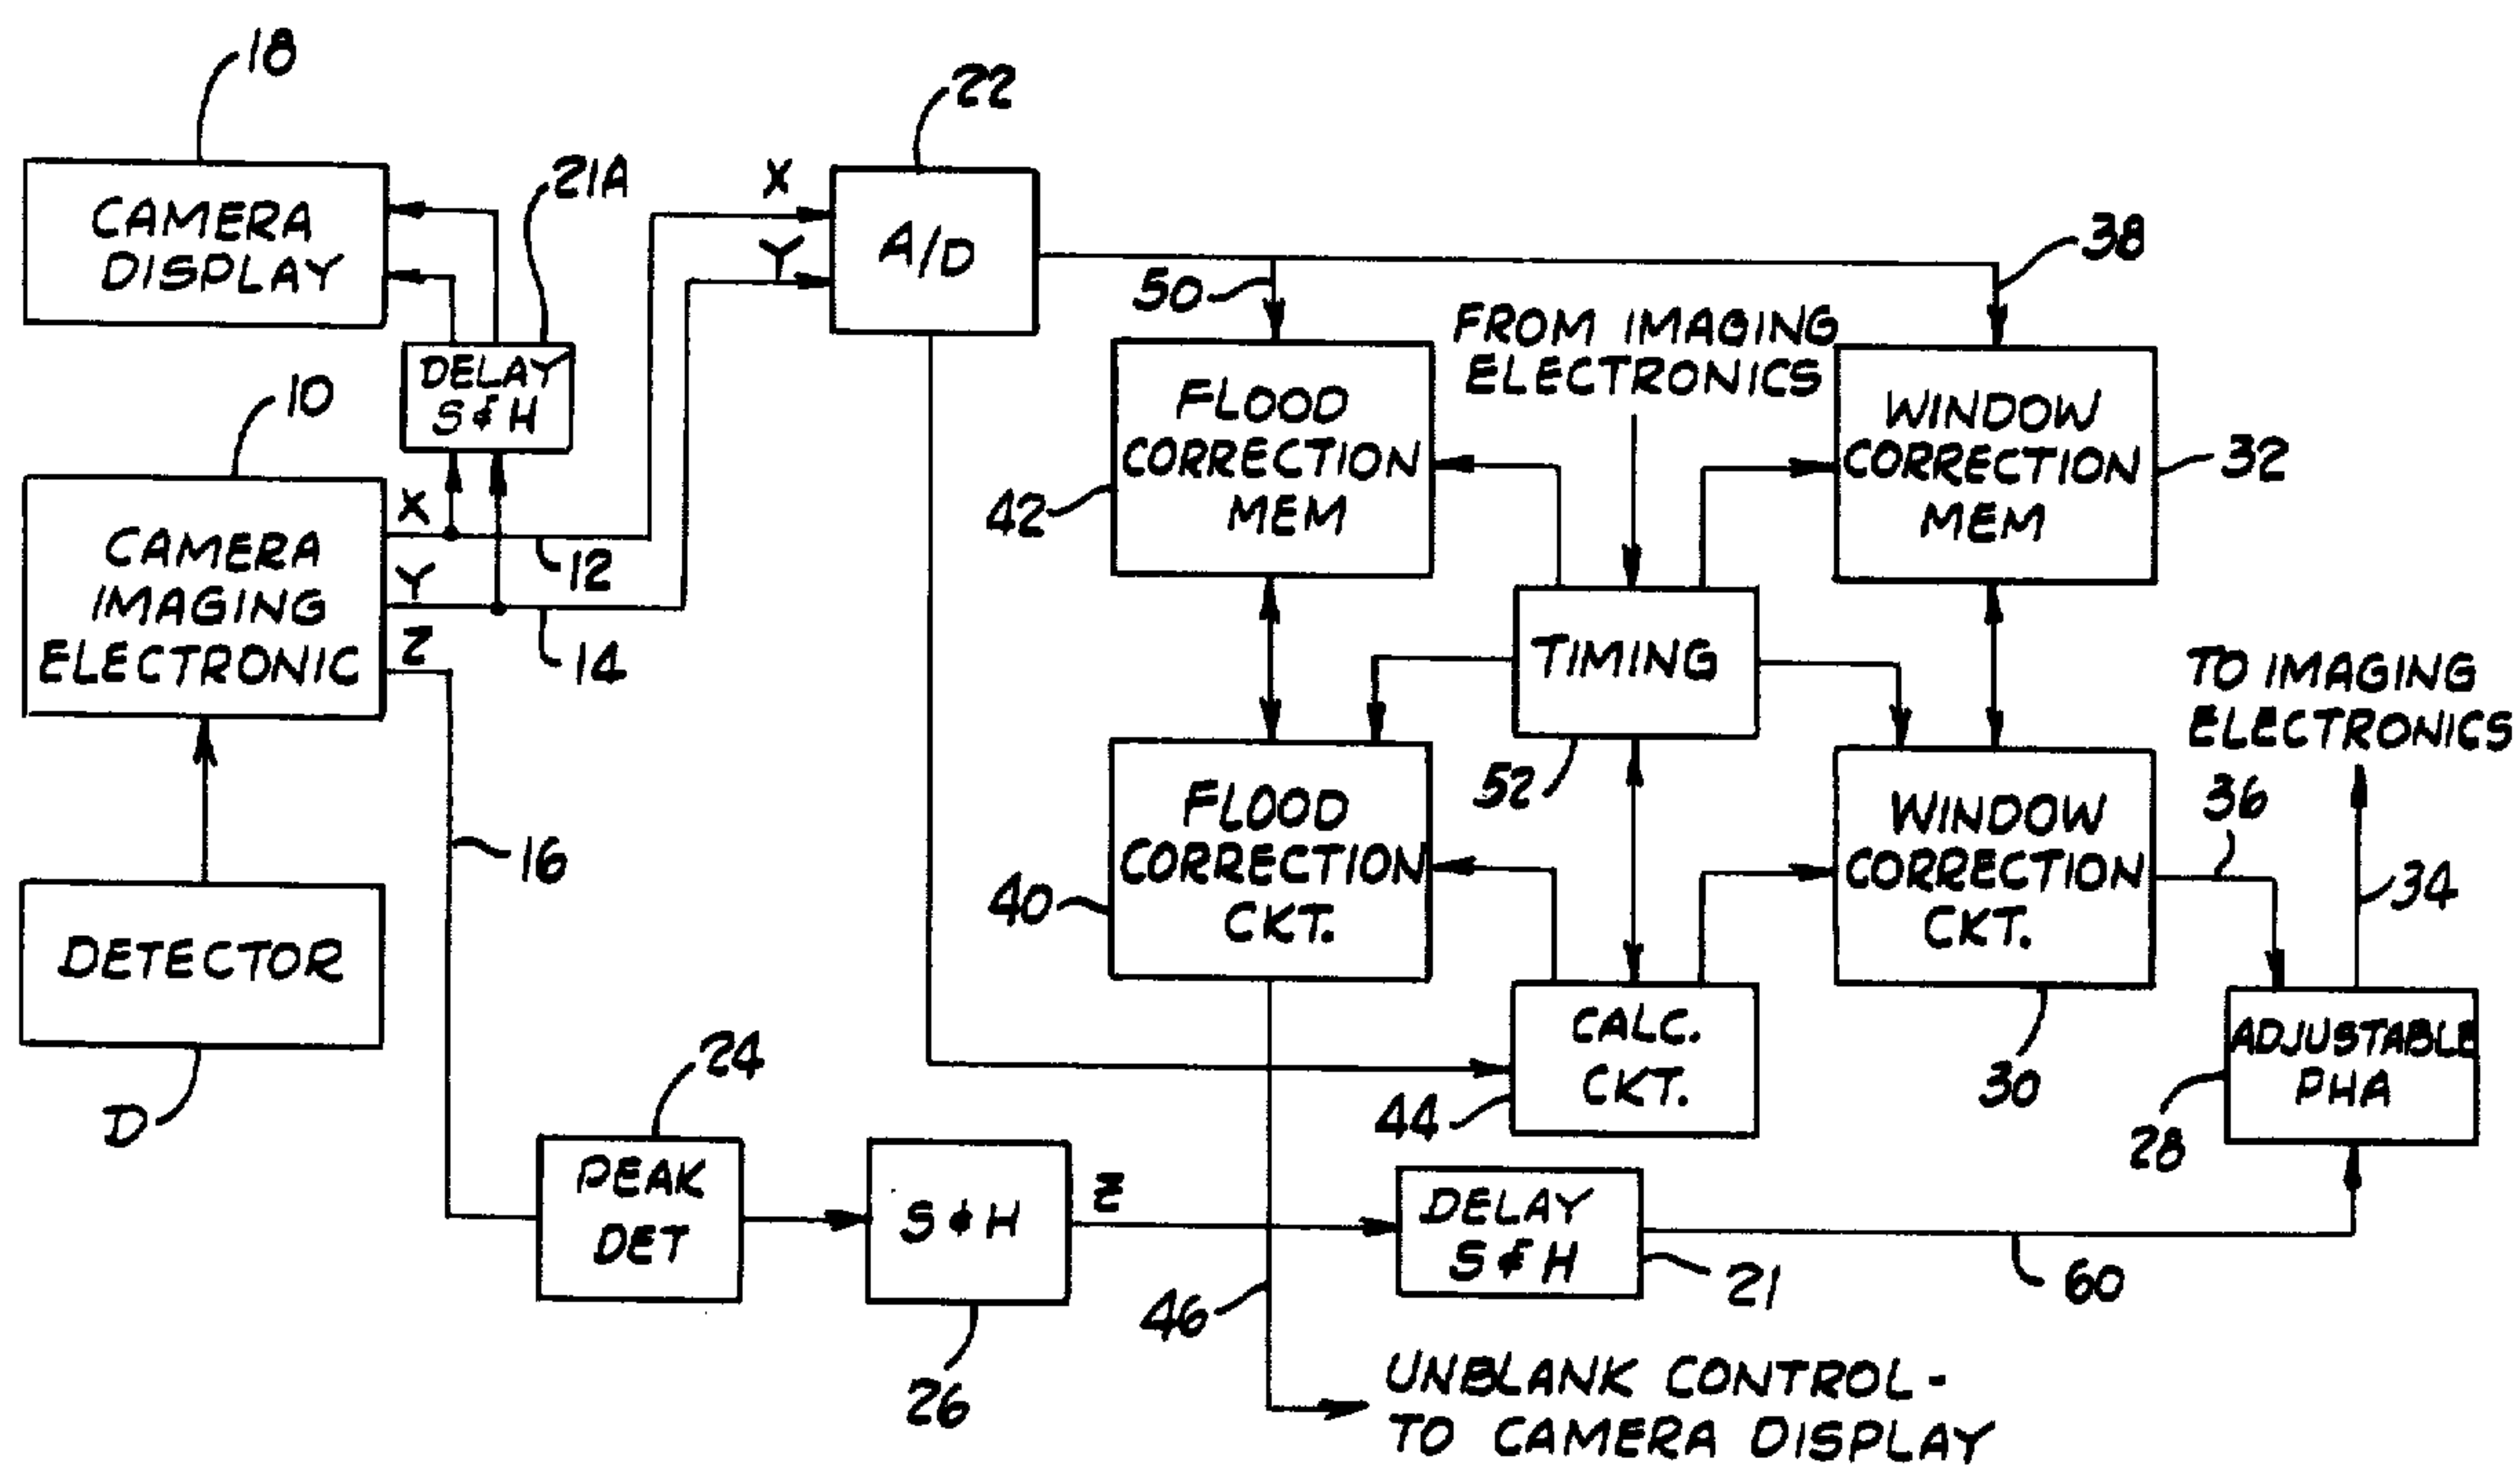 18
CAMERA
DISPLAY
21A
DELAY
S&H
22
X
Y
A/D
10
CAMERA
IMAGING
ELECTRONIC
X
12
Y
14
Z
16
DETECTOR
D
50
38
FROM IMAGING
ELECTRONICS
FLOOD
CORRECTION
MEM
42
WINDOW
CORRECTION
MEM
32
TIMING
52
TO IMAGING
ELECTRONICS
FLOOD
CORRECTION
CKT.
40
WINDOW
CORRECTION
CKT.
30
36
34
CALC.
CKT.
44
ADJUSTABLE
PHA
28
24
PEAK
DET
S&H
26
Z
DELAY
S&H
21
60
46
UNBLANK CONTROL-
TO CAMERA DISPLAY